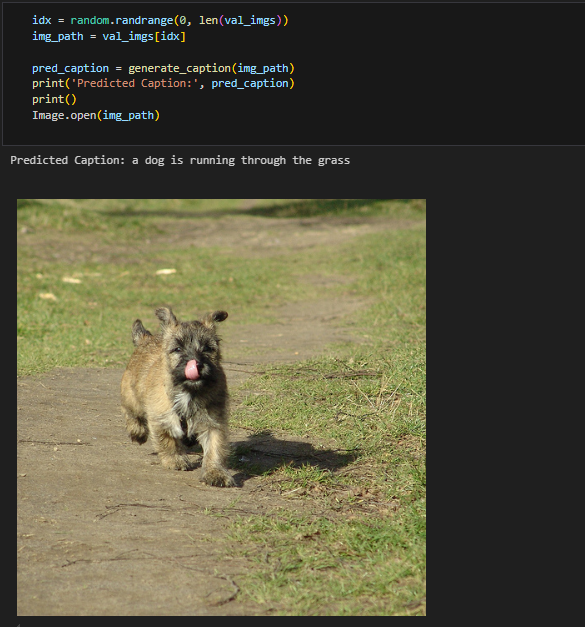 idx = random.randrange(0, len(val_imgs))
img_path = val_imgs[idx]
pred_caption = generate_caption(img_path)
print('Predicted Caption:', pred_caption)
print()
Image.open(img_path)
Predicted Caption: a dog is running through the grass